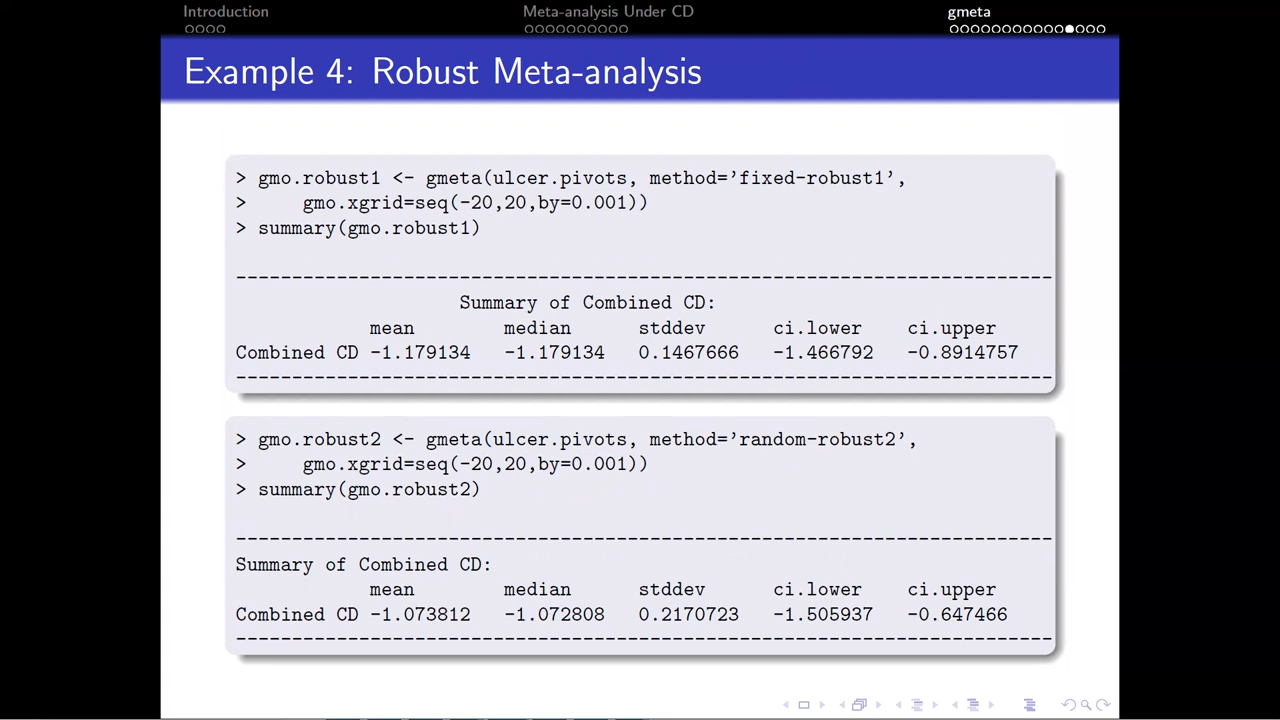 Introduction
Meta-analysis Under CD
gmeta
Example 4: Robust Meta-analysis
> gmo.robust1 <- gmeta(ulcer.pivots, method=’fixed-robust1’,
> gmo.xgrid=seq(-20,20,by=0.001))
> summary(gmo.robust1)
-------------------------------------------------------------------------
Summary of Combined CD:
mean median stddev ci.lower ci.upper
Combined CD -1.179134 -1.179134 0.1467666 -1.466792 -0.8914757
-------------------------------------------------------------------------
> gmo.robust2 <- gmeta(ulcer.pivots, method=’random-robust2’,
> gmo.xgrid=seq(-20,20,by=0.001))
> summary(gmo.robust2)
-------------------------------------------------------------------------
Summary of Combined CD:
mean median stddev ci.lower ci.upper
Combined CD -1.073812 -1.072808 0.2170723 -1.505937 -0.647466
-------------------------------------------------------------------------